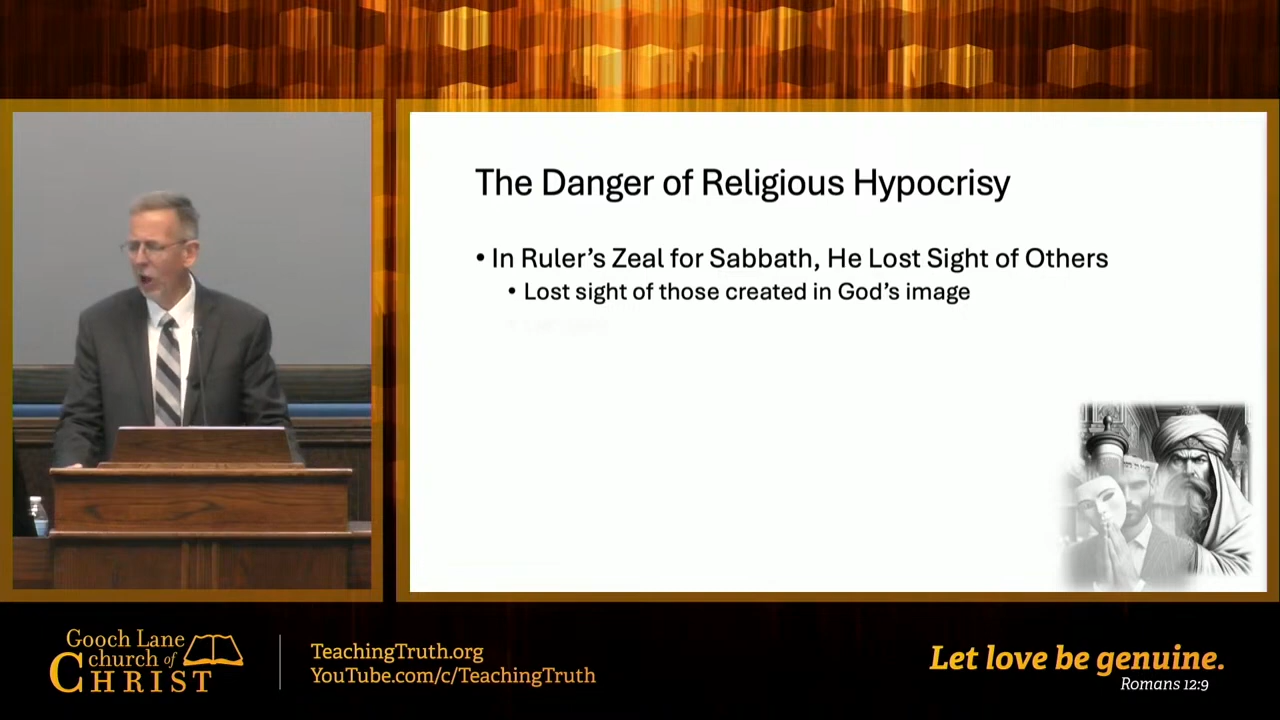 The Danger of Religious Hypocrisy
• In Ruler’s Zeal for Sabbath, He Lost Sight of Others
• Lost sight of those created in God’s image
Gooch Lane
church of
CHRIST
TeachingTruth.org
YouTube.com/c/TeachingTruth
Let love be genuine.
Romans 12:9